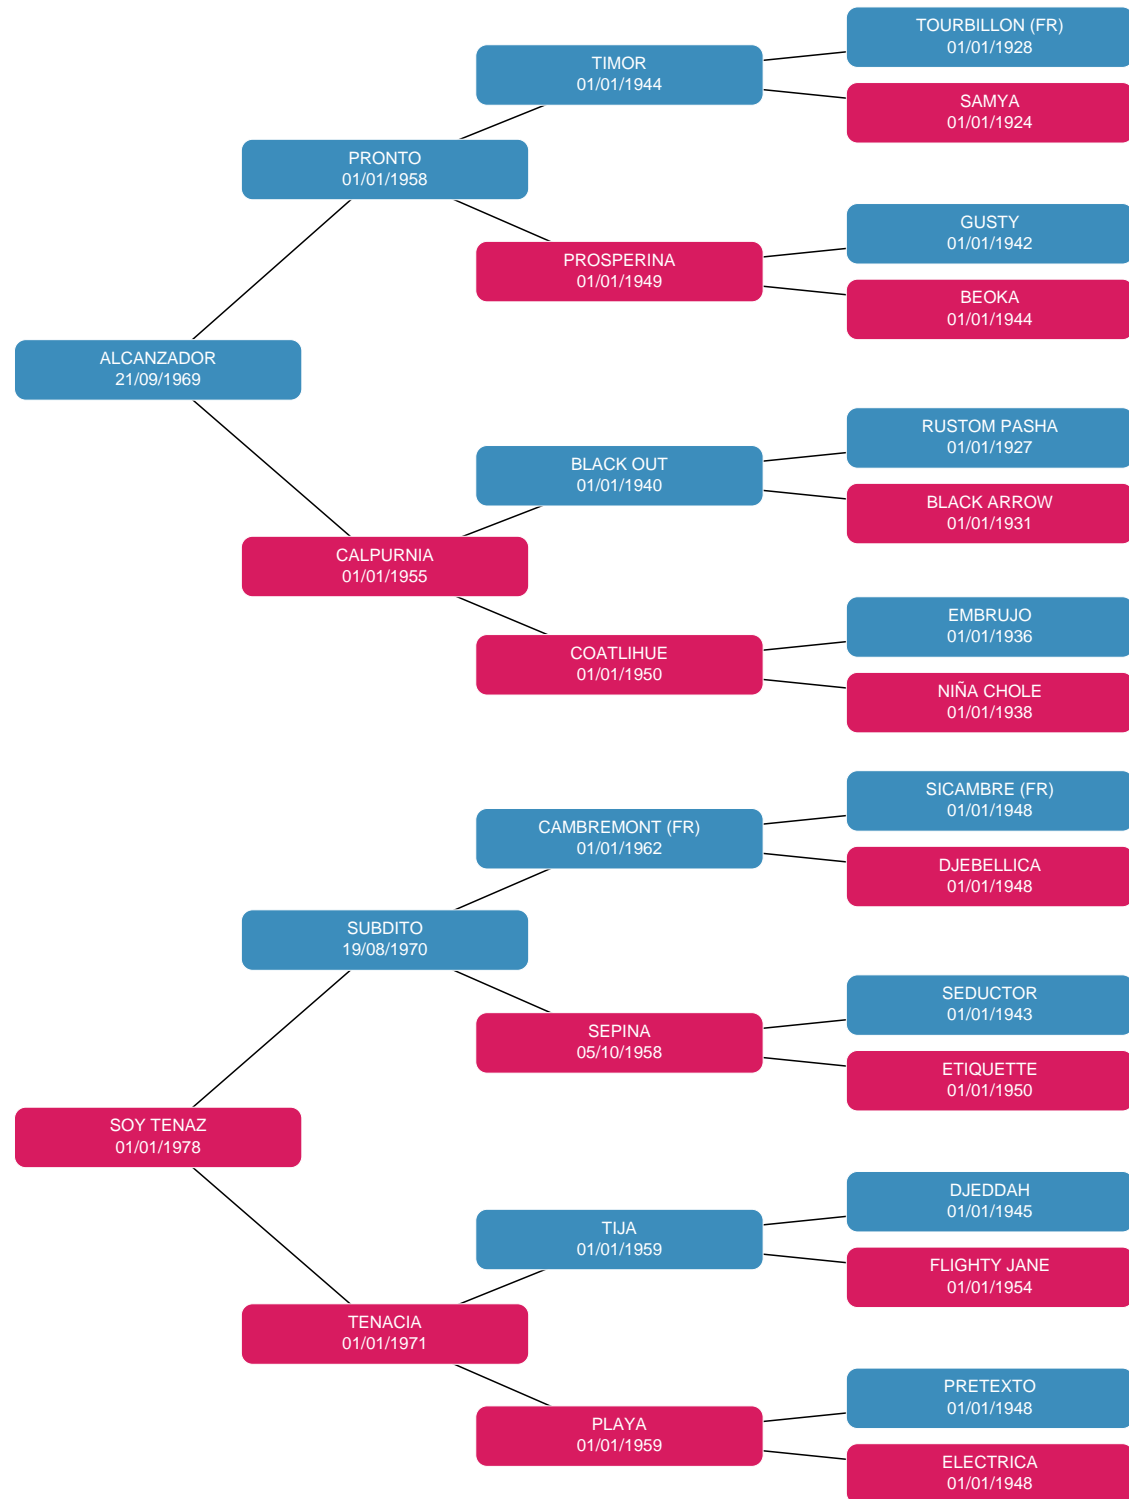 TOURBILLON (FR)
01/01/1928
TIMOR
01/01/1944
SAMYA
01/01/1924
PRONTO
01/01/1958
GUSTY
01/01/1942
PROSPERINA
01/01/1949
BEOKA
01/01/1944
ALCANZADOR
21/09/1969
RUSTOM PASHA
01/01/1927
BLACK OUT
01/01/1940
BLACK ARROW
01/01/1931
CALPURNIA
01/01/1955
EMBRUJO
01/01/1936
COATLIHUE
01/01/1950
NIÑA CHOLE
01/01/1938
SICAMBRE (FR)
01/01/1948
CAMBREMONT (FR)
01/01/1962
DJEBELLICA
01/01/1948
SUBDITO
19/08/1970
SEDUCTOR
01/01/1943
SEPINA
05/10/1958
ETIQUETTE
01/01/1950
SOY TENAZ
01/01/1978
DJEDDAH
01/01/1945
TIJA
01/01/1959
FLIGHTY JANE
01/01/1954
TENACIA
01/01/1971
PRETEXTO
01/01/1948
PLAYA
01/01/1959
ELECTRICA
01/01/1948